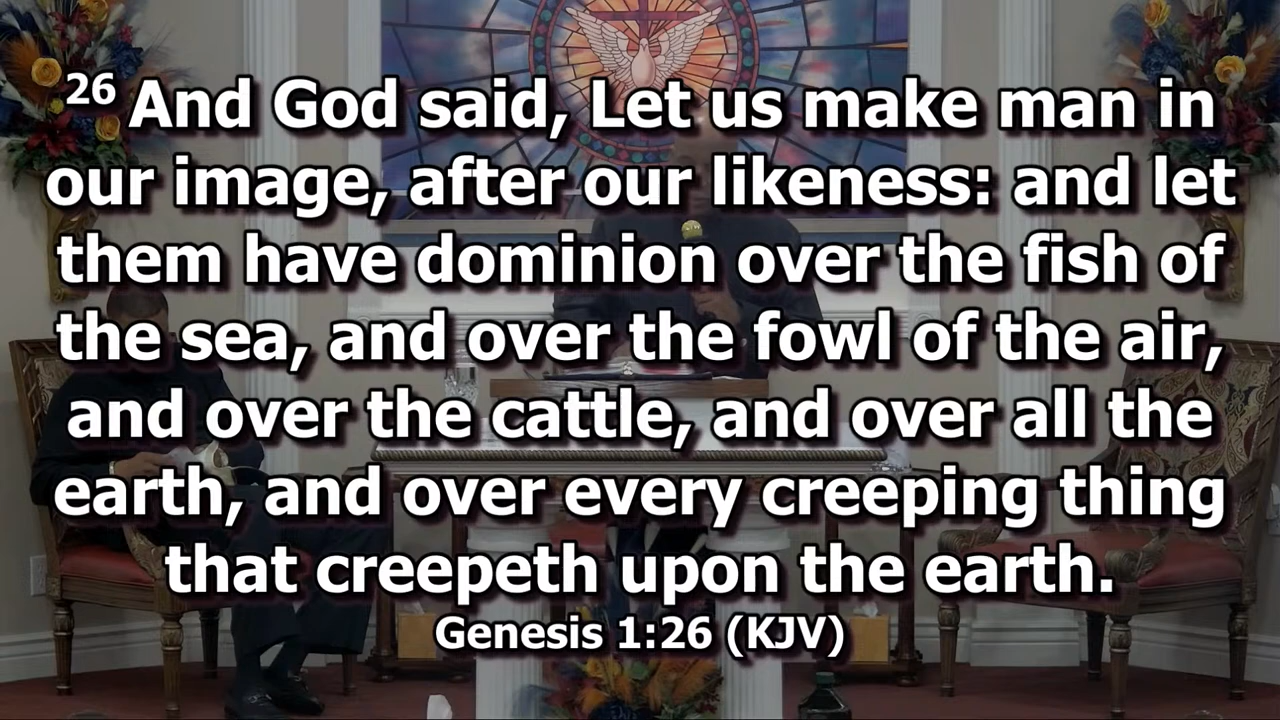 26 And God said, Let us make man in
our image, after our likeness: and let
them have dominion over the fish of
the sea, and over the fowl of the air,
and over the cattle, and over all the
earth, and over every creeping thing
that creepeth upon the earth.
Genesis 1:26 (KJV)